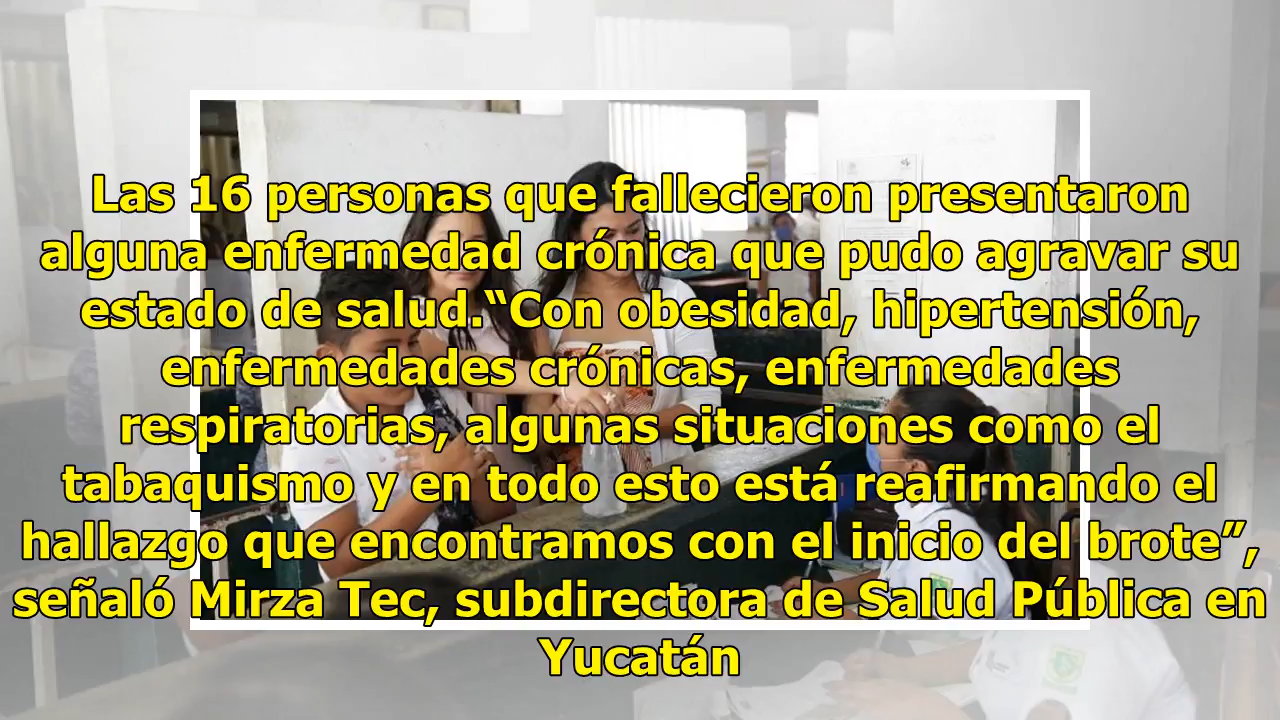 Las 16 personas que fallecieron presentaron
alguna enfermedad crónica que pudo agravar su
estado de salud.“Con obesidad, hipertensión,
enfermedades crónicas, enfermedades
respiratorias, algunas situaciones como el
tabaquismo y en todo esto está reafirmando el
hallazgo que encontramos con el inicio del brote”,
señaló Mirza Tec, subdirectora de Salud Pública en
Yucatán